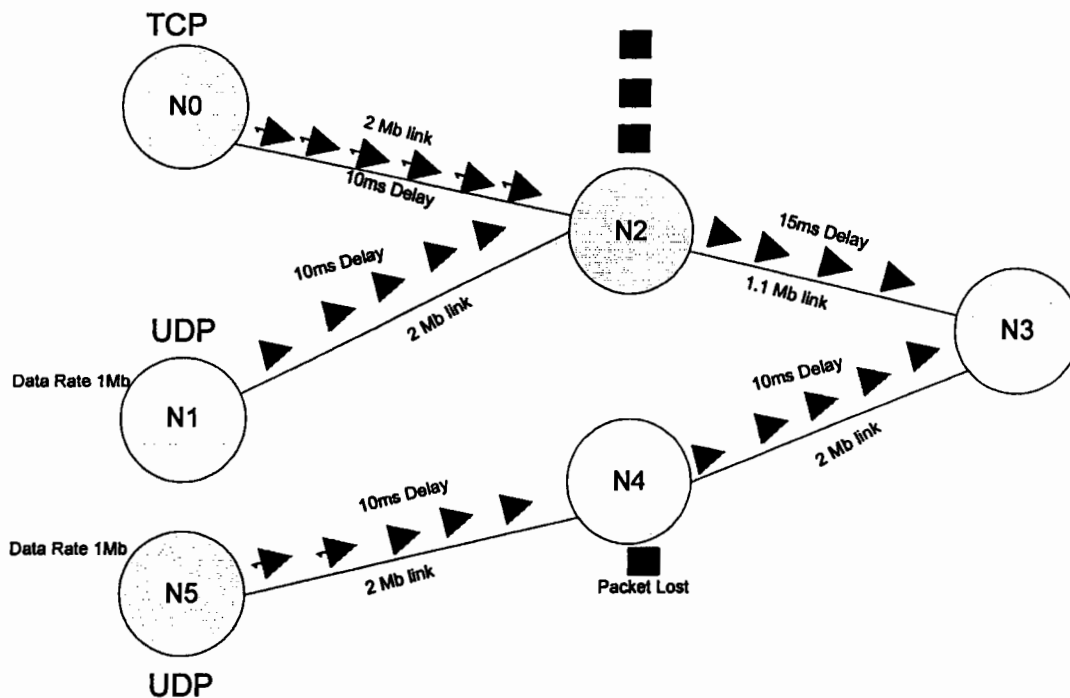 TCP
N0
2 Mb link
10ms Delay
N2
15ms Delay
1.1 Mb link
N3
10ms Delay
2 Mb link
UDP
Data Rate 1Mb
N1
10ms Delay
2 Mb link
N4
Packet Lost
10ms Delay
2 Mb link
Data Rate 1Mb
N5
UDP